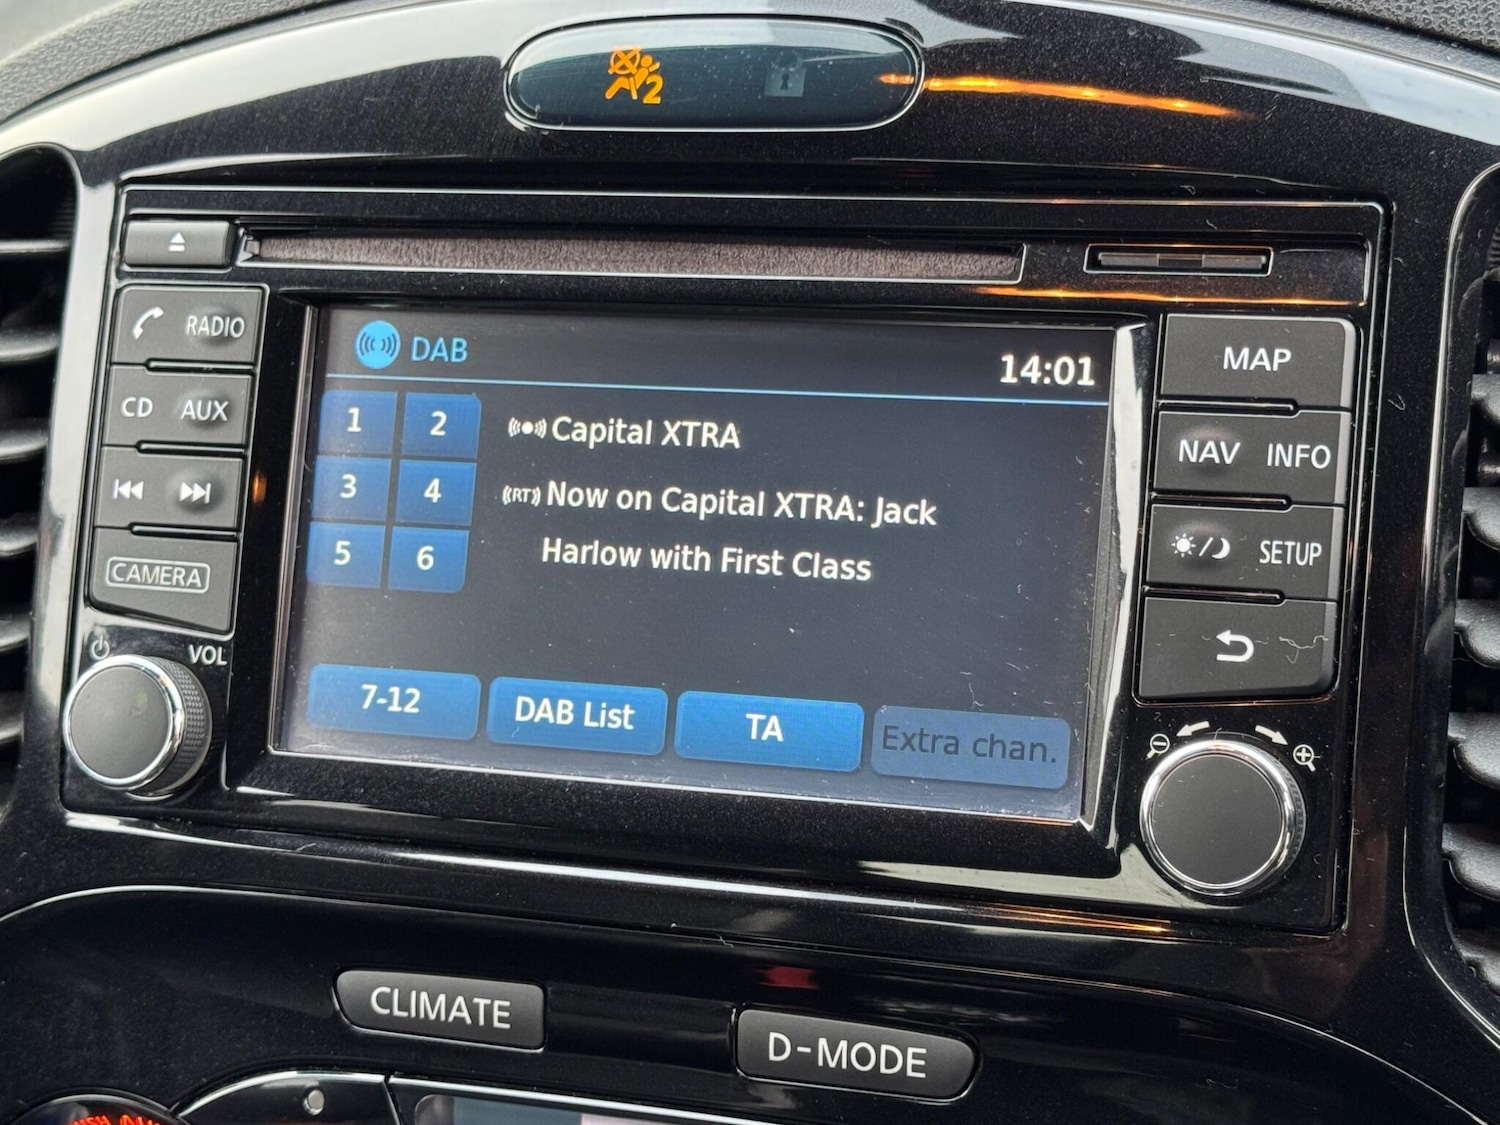 2
RADIO
CD AUX
CAMERA
VOL
DAB
14:01
1 2
3 4
5 6
Capital XTRA
RT Now on Capital XTRA: Jack
Harlow with First Class
7-12
DAB List
TA
Extra chan.
MAP
NAV INFO
SETUP
CLIMATE
D-MODE